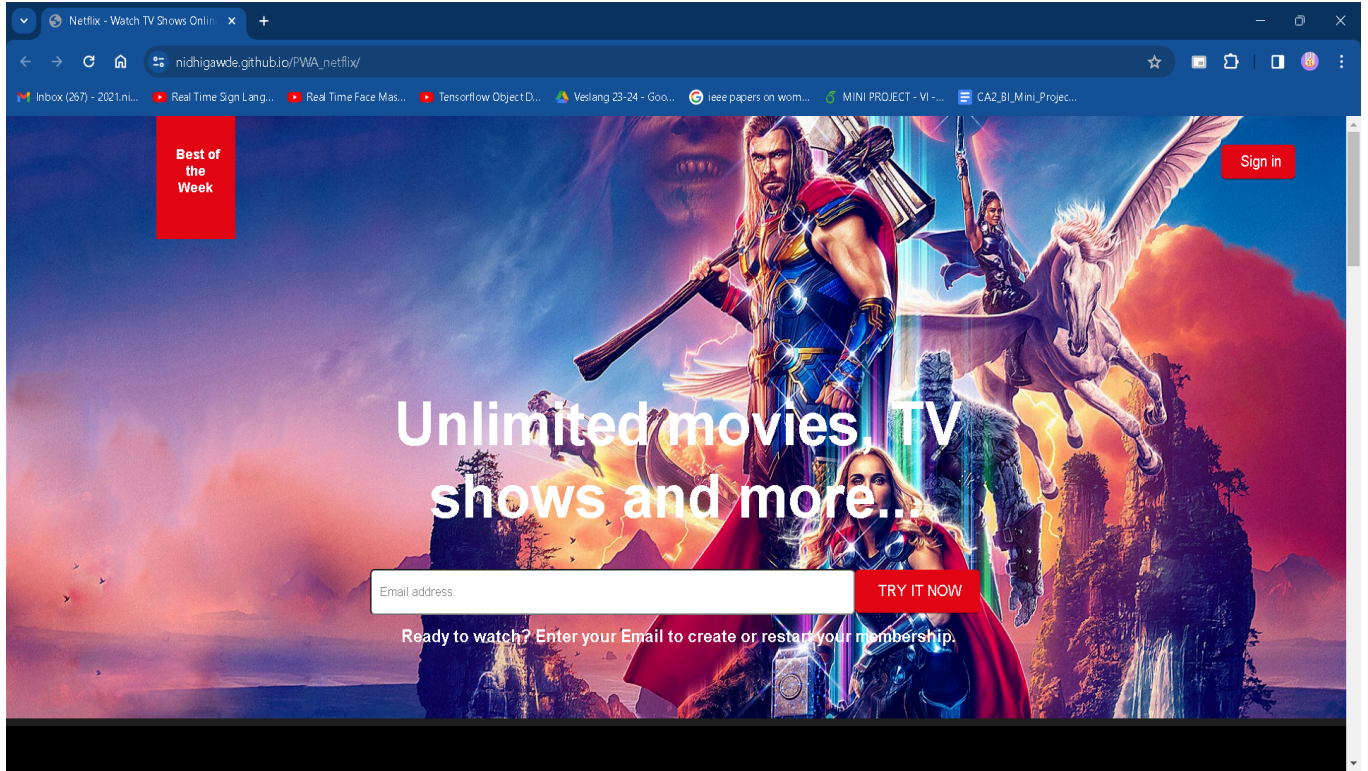 Netflix - Watch TV Shows Onlin
nidhigawde.github.io/PWA_netflix/
Inbox (267) - 2021.ni...
Real Time Sign Lang...
Real Time Face Mas...
Tensorflow Object D...
Veslang 23-24 - Goo...
ieee papers on wom...
MINI PROJECT - VI -...
CA2_BI_Mini_Projec...
Best of
the
Week
Sign in
Unlimited movies, TV
shows and more...
Email address.
TRY IT NOW
Ready to watch? Enter your Email to create or restart your membership.